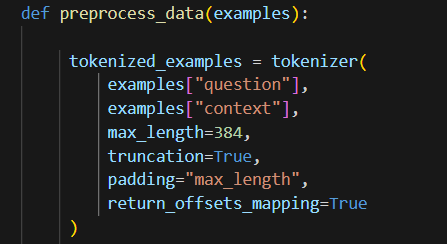 def preprocess_data(examples):
tokenized_examples = tokenizer(
examples["question"],
examples["context"],
max_length=384,
truncation=True,
padding="max_length",
return_offsets_mapping=True
)